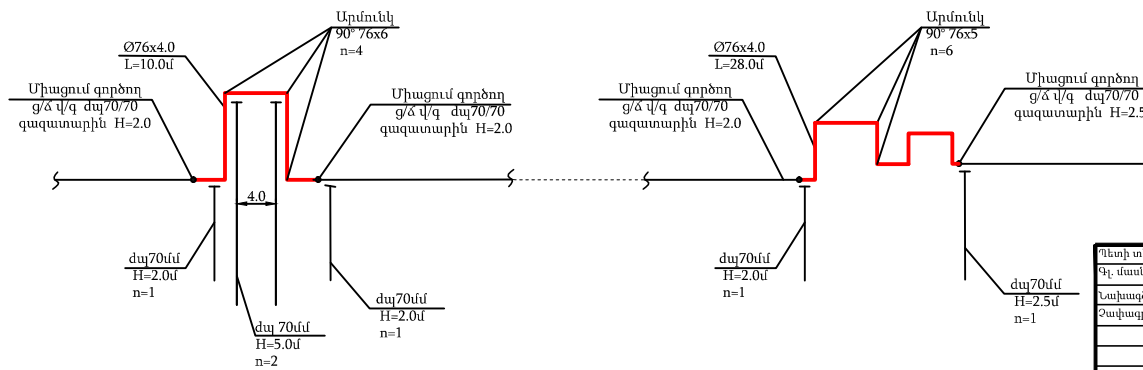 Արմունկ
90° 76x6
n=4
Ø76x4.0
L=10.0մ
Միացում գործող
ց/ճ վ/գ դպ70/70
գազատարին H=2.0
Միացում գործող
ց/ճ վ/գ դպ70/70
գազատարին H=2.0
4.0
դպ70մմ
H=2.0մ
n=1
դպ70մմ
H=2.0մ
n=1
դպ 70մմ
H=5.0մ
n=2
Արմունկ
90° 76x5
n=6
Ø76x4.0
L=28.0մ
Միացում գործող
ց/ճ վ/գ դպ70/70
գազատարին H=2.0
Միացում գործող
ց/ճ վ/գ դպ70/70
գազատարին H=2.5
դպ70մմ
H=2.0մ
n=1
դպ70մմ
H=2.5մ
n=1
Պետի
Գլ.